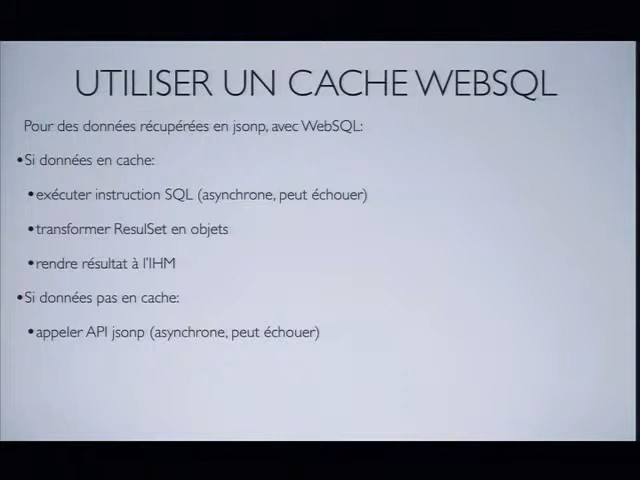 UTILISER UN CACHE WEBSQL
Pour des données récupérées en jsonp, avec WebSQL:
•Si données en cache:
•exécuter instruction SQL (asynchrone, peut échouer)
•transformer ResulSet en objets
•rendre résultat à l'IHM
•Si données pas en cache:
•appeler API jsonp (asynchrone, peut échouer)